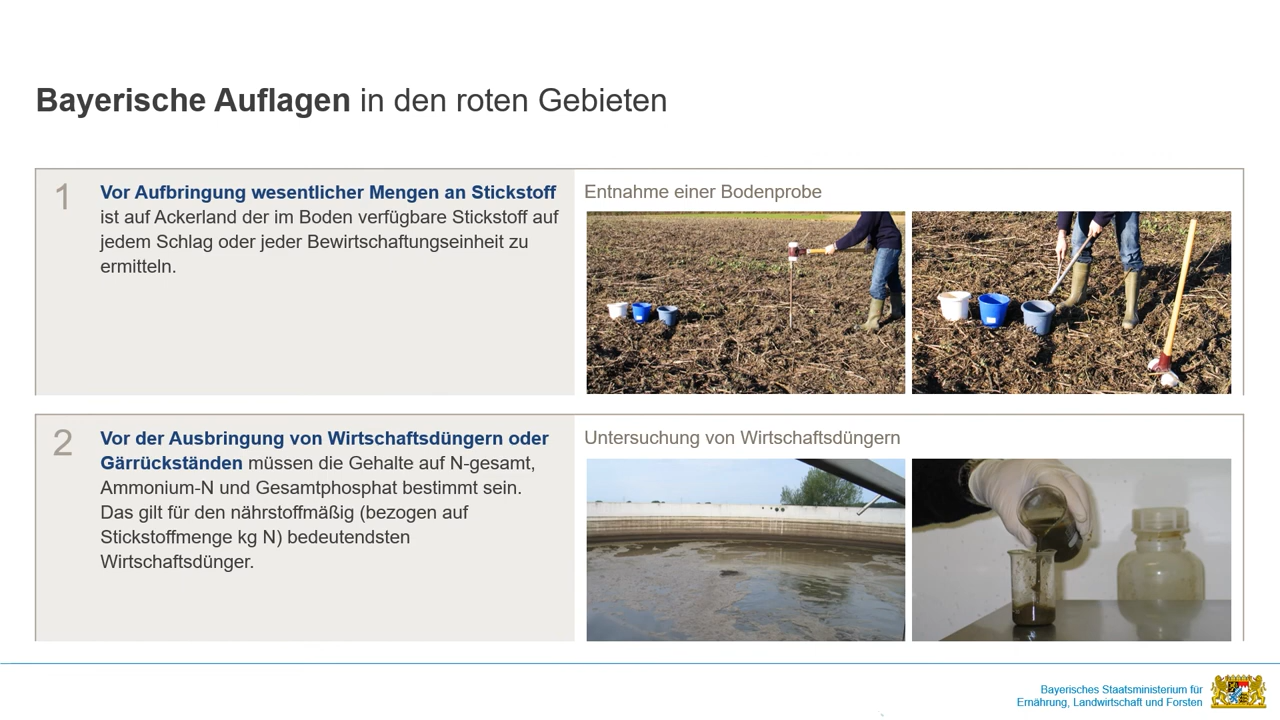 Bayerische Auflagen in den roten Gebieten
1
Vor Aufbringung wesentlicher Mengen an Stickstoff
ist auf Ackerland der im Boden verfügbare Stickstoff auf
jedem Schlag oder jeder Bewirtschaftungseinheit zu
ermitteln.
Entnahme einer Bodenprobe
2
Vor der Ausbringung von Wirtschaftsdüngern oder
Gärrückständen müssen die Gehalte auf N-gesamt,
Ammonium-N und Gesamtphosphat bestimmt sein.
Das gilt für den nährstoffmäßig (bezogen auf
Stickstoffmenge kg N) bedeutendsten
Wirtschaftsdünger.
Untersuchung von Wirtschaftsdüngern
Bayerisches Staatsministerium für
Ernährung, Landwirtschaft und Forsten